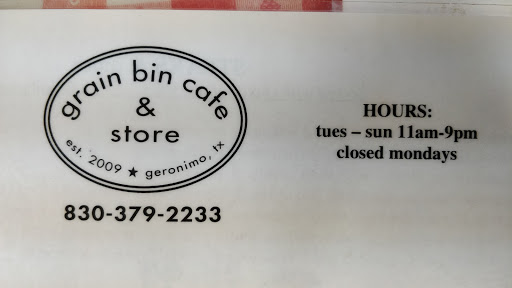 grain bin cafe
&
store
est. 2009 ★ geronimo, tx
830-379-2233
HOURS:
tues – sun 11am-9pm
closed mondays